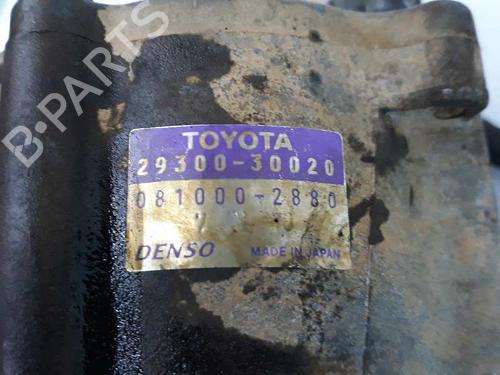 B-PARTS
TOYOTA
29300-30020
081000-2880
DENSO MADE IN JAPAN